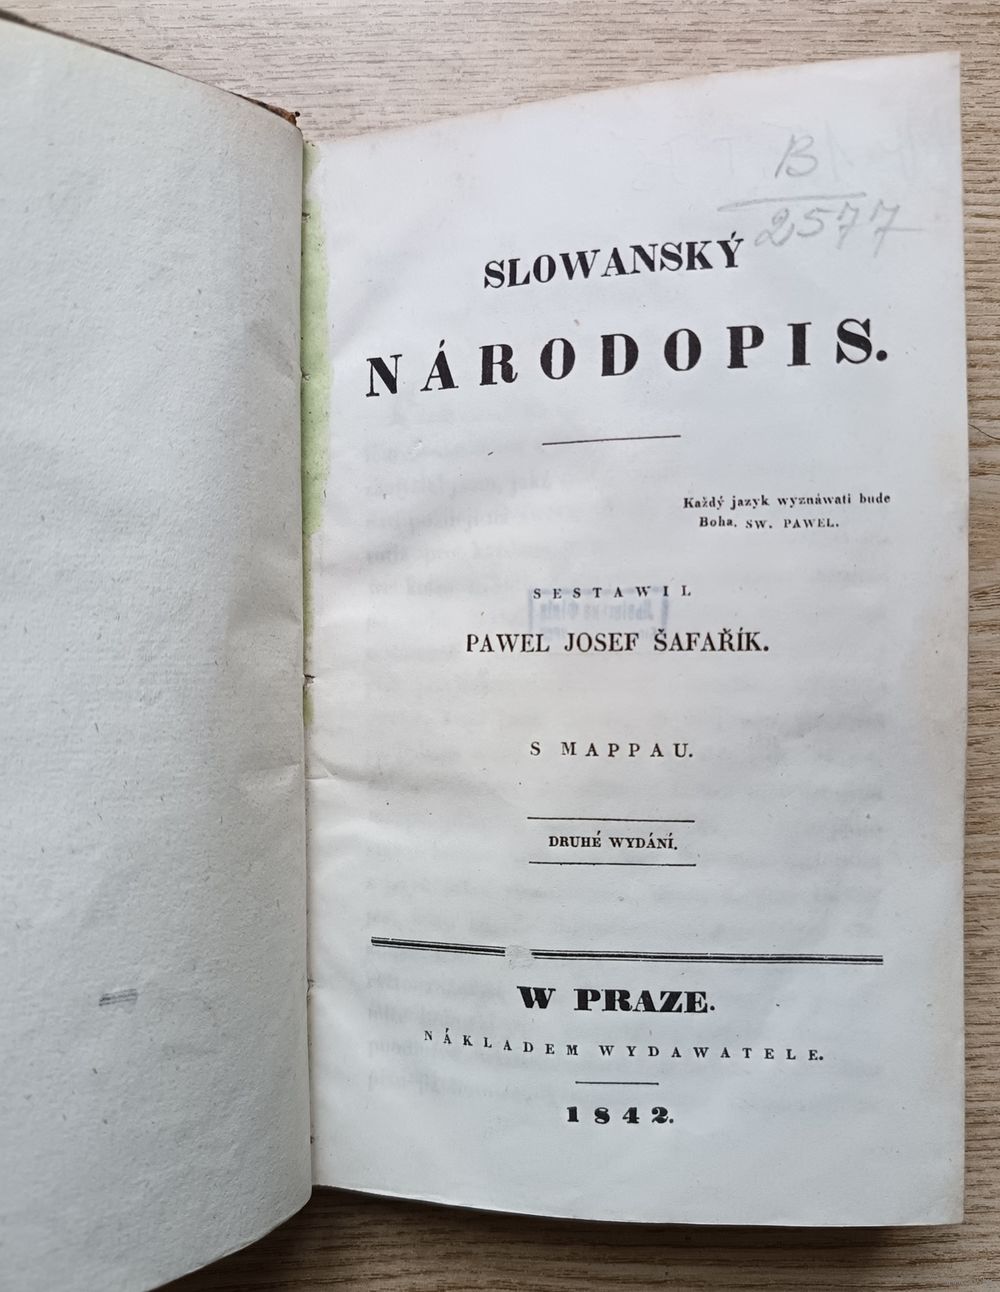 B
2577
SLOWANSKÝ
NÁRODOPIS.
Každý jazyk wyznáwati bude
Boha. SW. PAWEL.
SESTAWIL
PAWEL JOSEF ŠAFAŘÍK.
S MAPPAU.
DRUHÉ WYDÁNÍ.
W PRAZE.
NÁKLADEM WYDAWATELE.
1842.